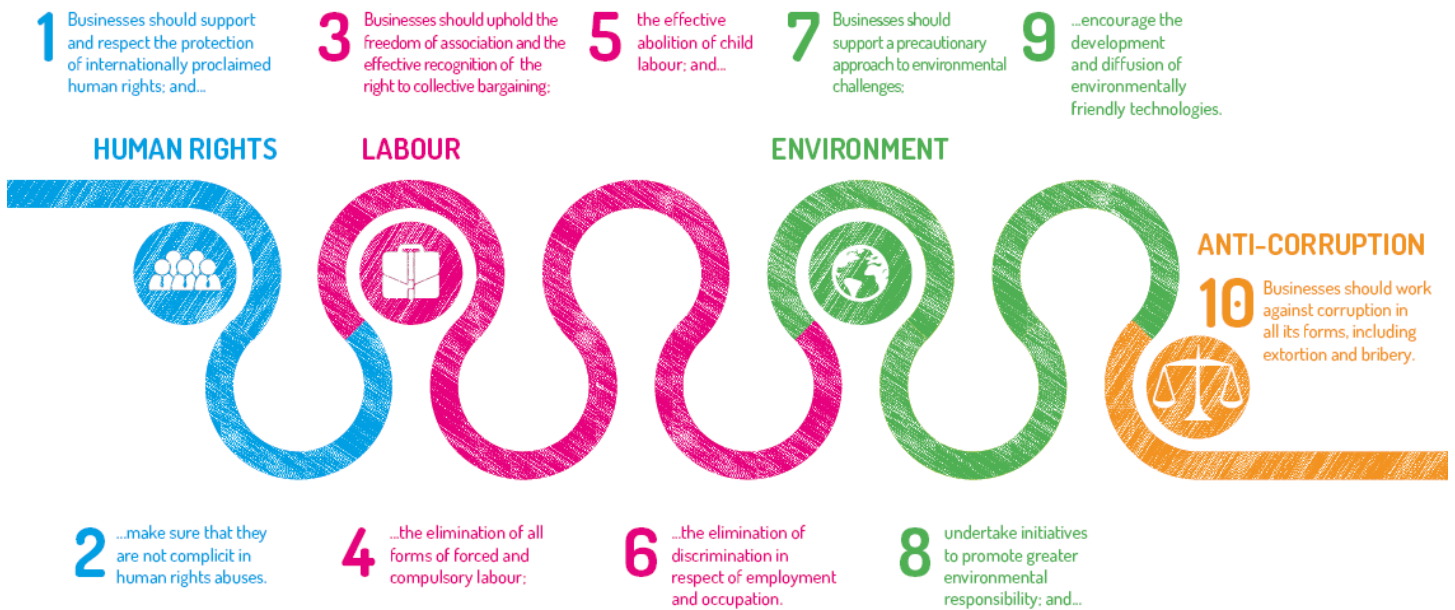 1
Businesses should support
and respect the protection
of internationally proclaimed
human rights; and...
3
Businesses should uphold the
freedom of association and the
effective recognition of the
right to collective bargaining;
5
the effective
abolition of child
labour; and...
7
Businesses should
support a precautionary
approach to environmental
challenges;
9
...encourage the
development
and diffusion of
environmentally
friendly technologies.
HUMAN RIGHTS
LABOUR
ENVIRONMENT
ANTI-CORRUPTION
10
Businesses should work
against corruption in
all its forms, including
extortion and bribery.
2
...make sure that they
are not complicit in
human rights abuses.
4
...the elimination of all
forms of forced and
compulsory labour;
6
...the elimination of
discrimination in
respect of employment
and occupation.
8
undertake initiatives
to promote greater
environmental
responsibility; and...